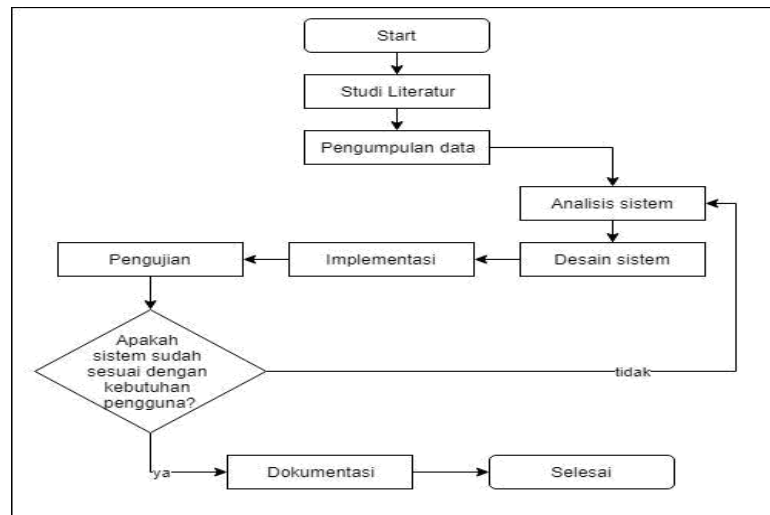 Start
Studi Literatur
Pengumpulan data
Analisis sistem
Desain sistem
Implementasi
Pengujian
Apakah
sistem sudah
sesuai dengan
kebutuhan
pengguna?
tidak
ya
Dokumentasi
Selesai